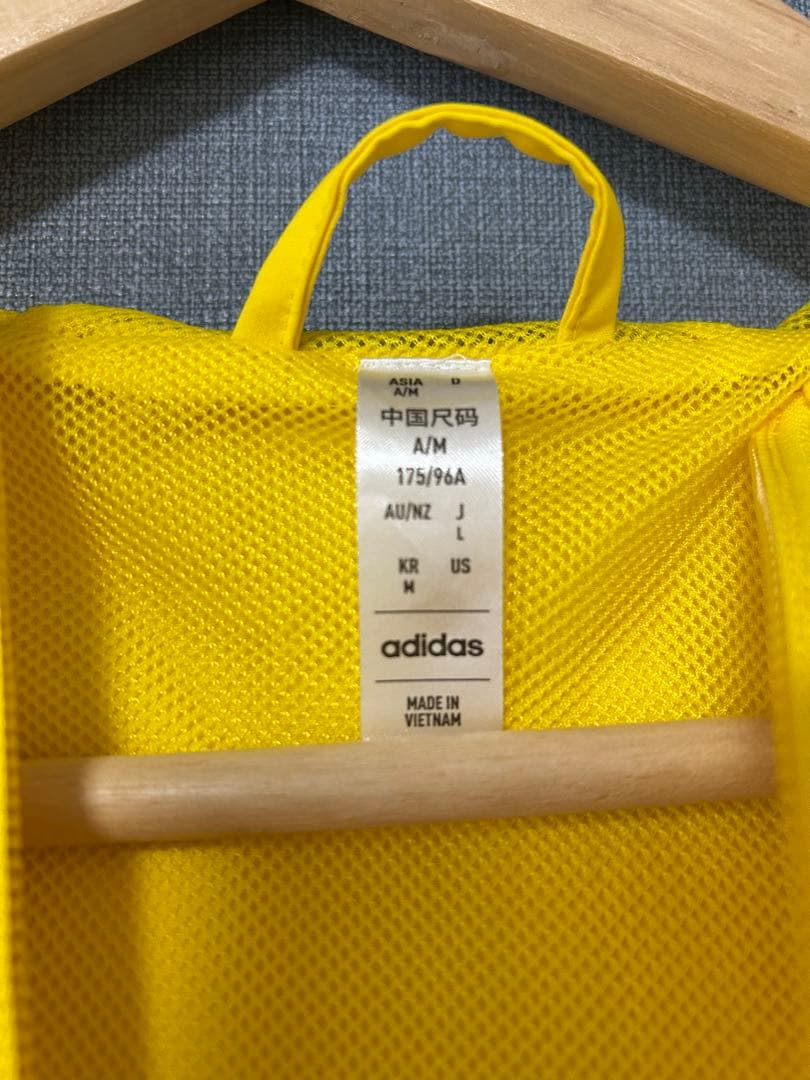 ASIA D
A/M
中国尺码
A/M
175/96A
AU/NZ J
L
KR US
M
adidas
MADE IN
VIETNAM